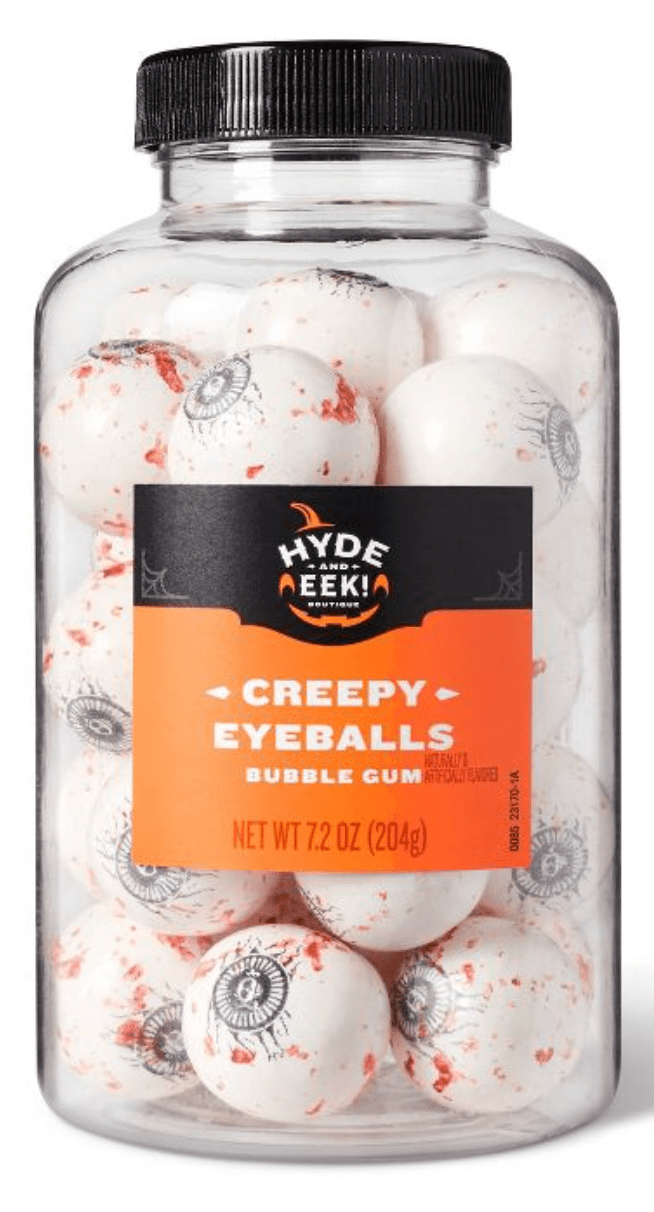 HYDE
AND
EEK!
BOUTIQUE
CREEPY
EYEBALLS
BUBBLE GUM
NATURALLY &
ARTIFICIALLY FLAVORED
NET WT 7.2 OZ (204g)
0085 23170-1A